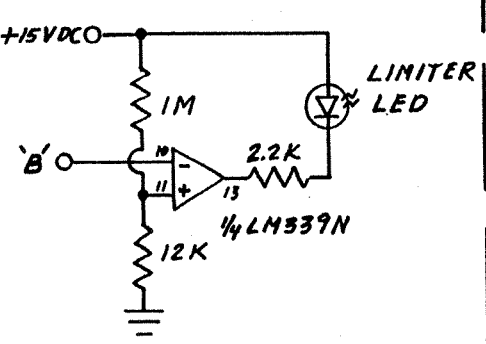 +15VDC
LIMITER
LED
1M
'B'
10
-
2.2K
11
+
13
1/4 LM339N
12K